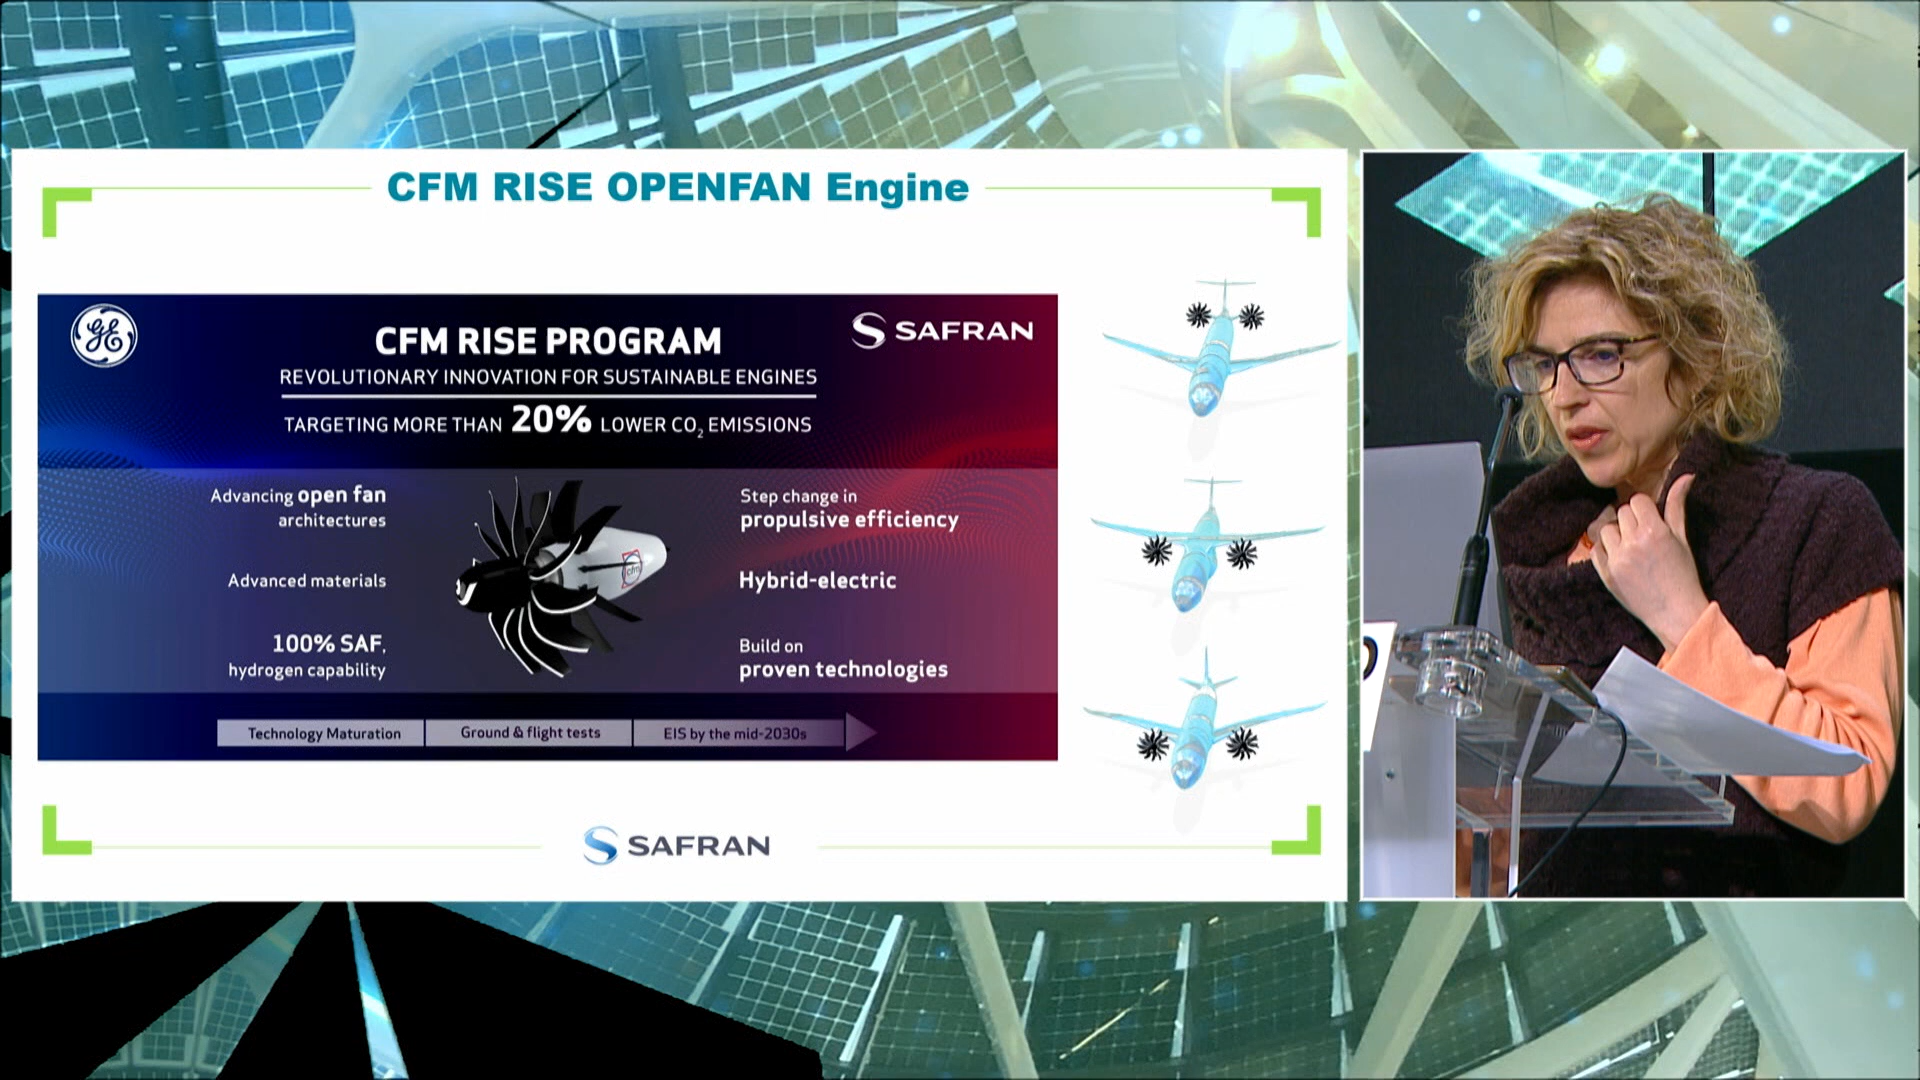 CFM RISE OPENFAN Engine
GE
CFM RISE PROGRAM
SAFRAN
REVOLUTIONARY INNOVATION FOR SUSTAINABLE ENGINES
TARGETING MORE THAN 20% LOWER CO₂ EMISSIONS
Advancing open fan
architectures
Advanced materials
100% SAF,
hydrogen capability
cfm
Step change in
propulsive efficiency
Hybrid-electric
Build on
proven technologies
Technology Maturation
Ground & flight tests
EIS by the mid-2030s
SAFRAN